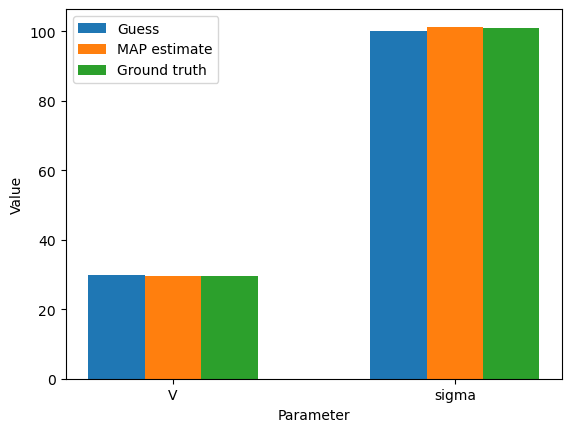 Guess
MAP estimate
Ground truth
100
80
60
40
20
0
Value
V
sigma
Parameter